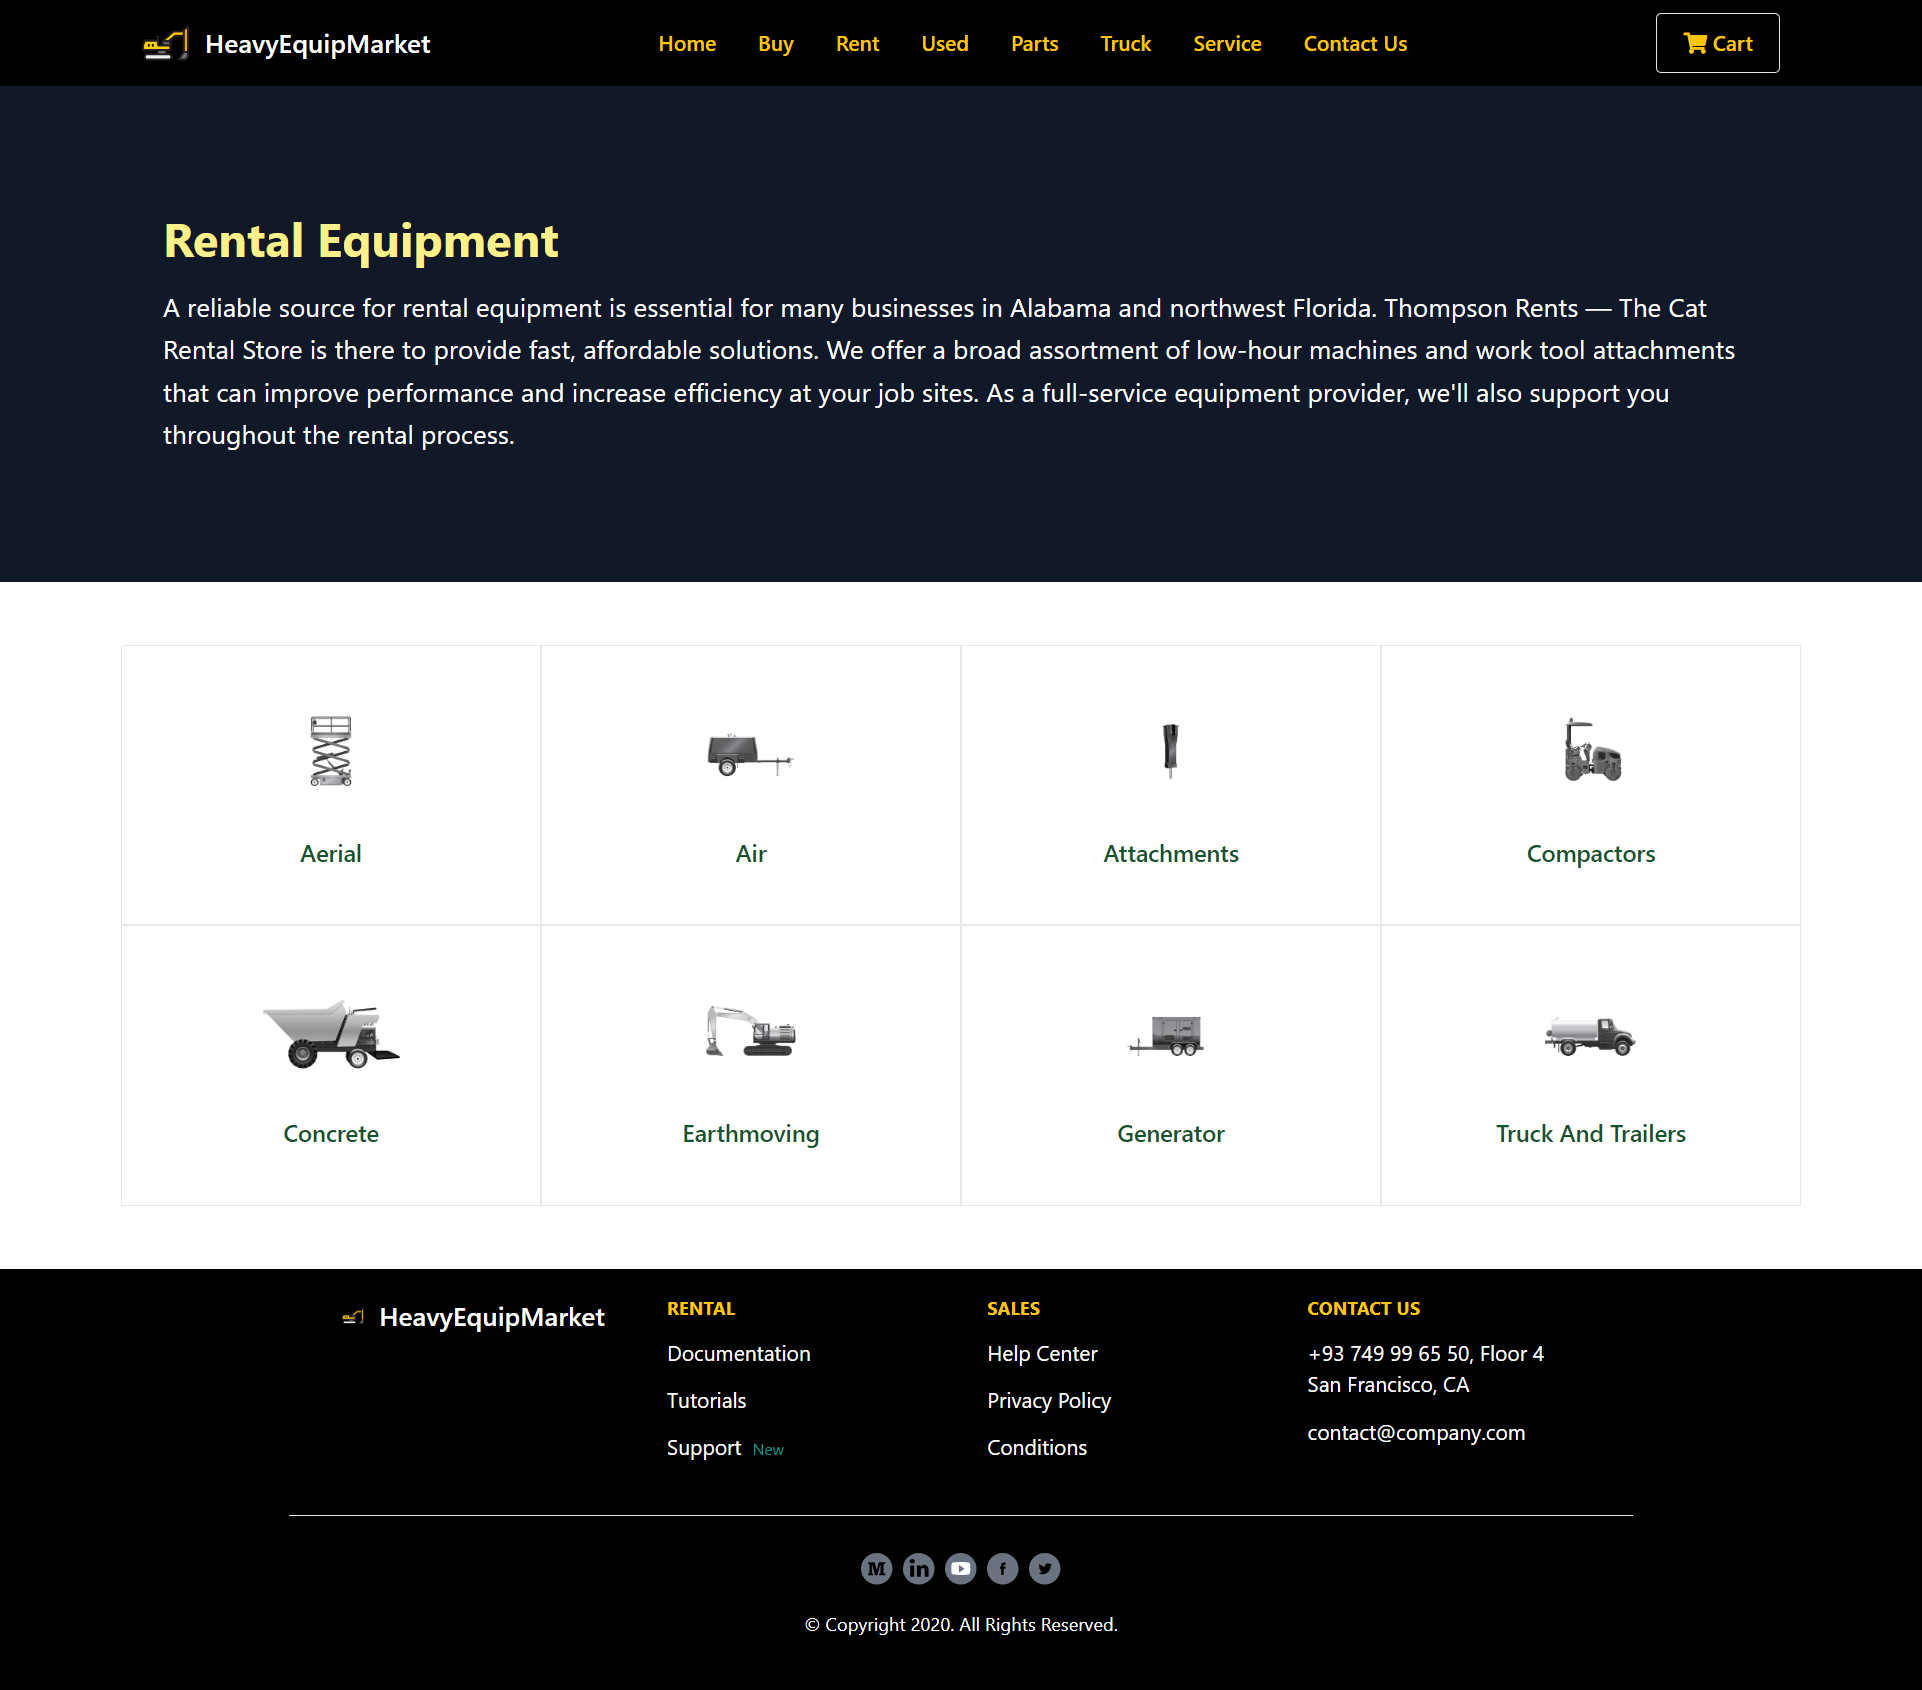 HeavyEquipMarket
Home Buy Rent Used Parts Truck Service Contact Us
Cart
Rental Equipment
A reliable source for rental equipment is essential for many businesses in Alabama and northwest Florida. Thompson Rents — The Cat
Rental Store is there to provide fast, affordable solutions. We offer a broad assortment of low-hour machines and work tool attachments
that can improve performance and increase efficiency at your job sites. As a full-service equipment provider, we'll also support you
throughout the rental process.
Aerial
Air
Attachments
Compactors
Concrete
Earthmoving
Generator
Truck And Trailers
HeavyEquipMarket
RENTAL
Documentation
Tutorials
Support New
SALES
Help Center
Privacy Policy
Conditions
CONTACT US
+93 749 99 65 50, Floor 4
San Francisco, CA
contact@company.com
© Copyright 2020. All Rights Reserved.